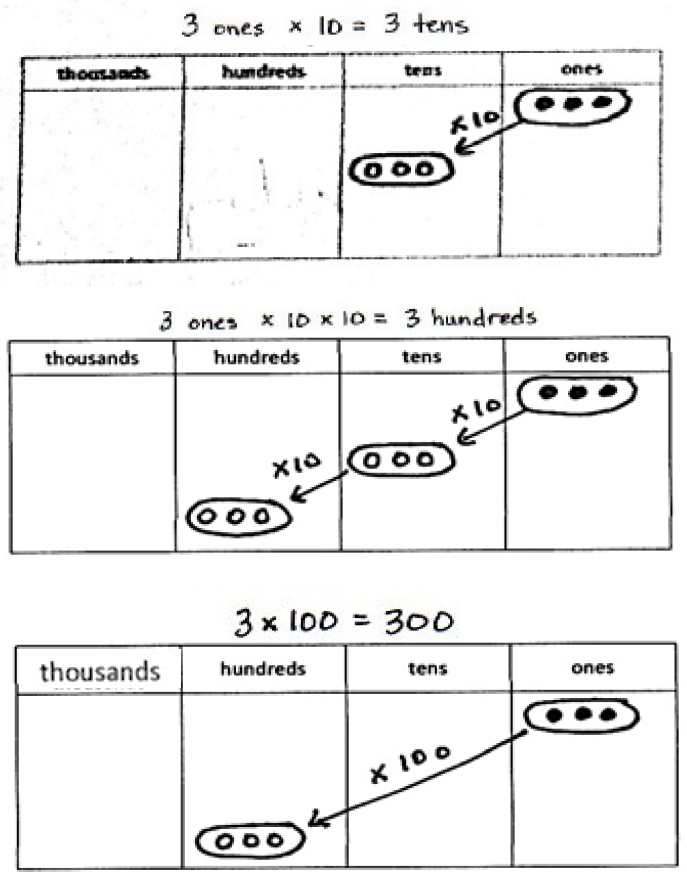 3 ones × 10 = 3 tens
thousands hundreds tens ones
×10
3 ones × 10 × 10 = 3 hundreds
thousands hundreds tens ones
×10
×10
3 × 100 = 300
thousands hundreds tens ones
× 100